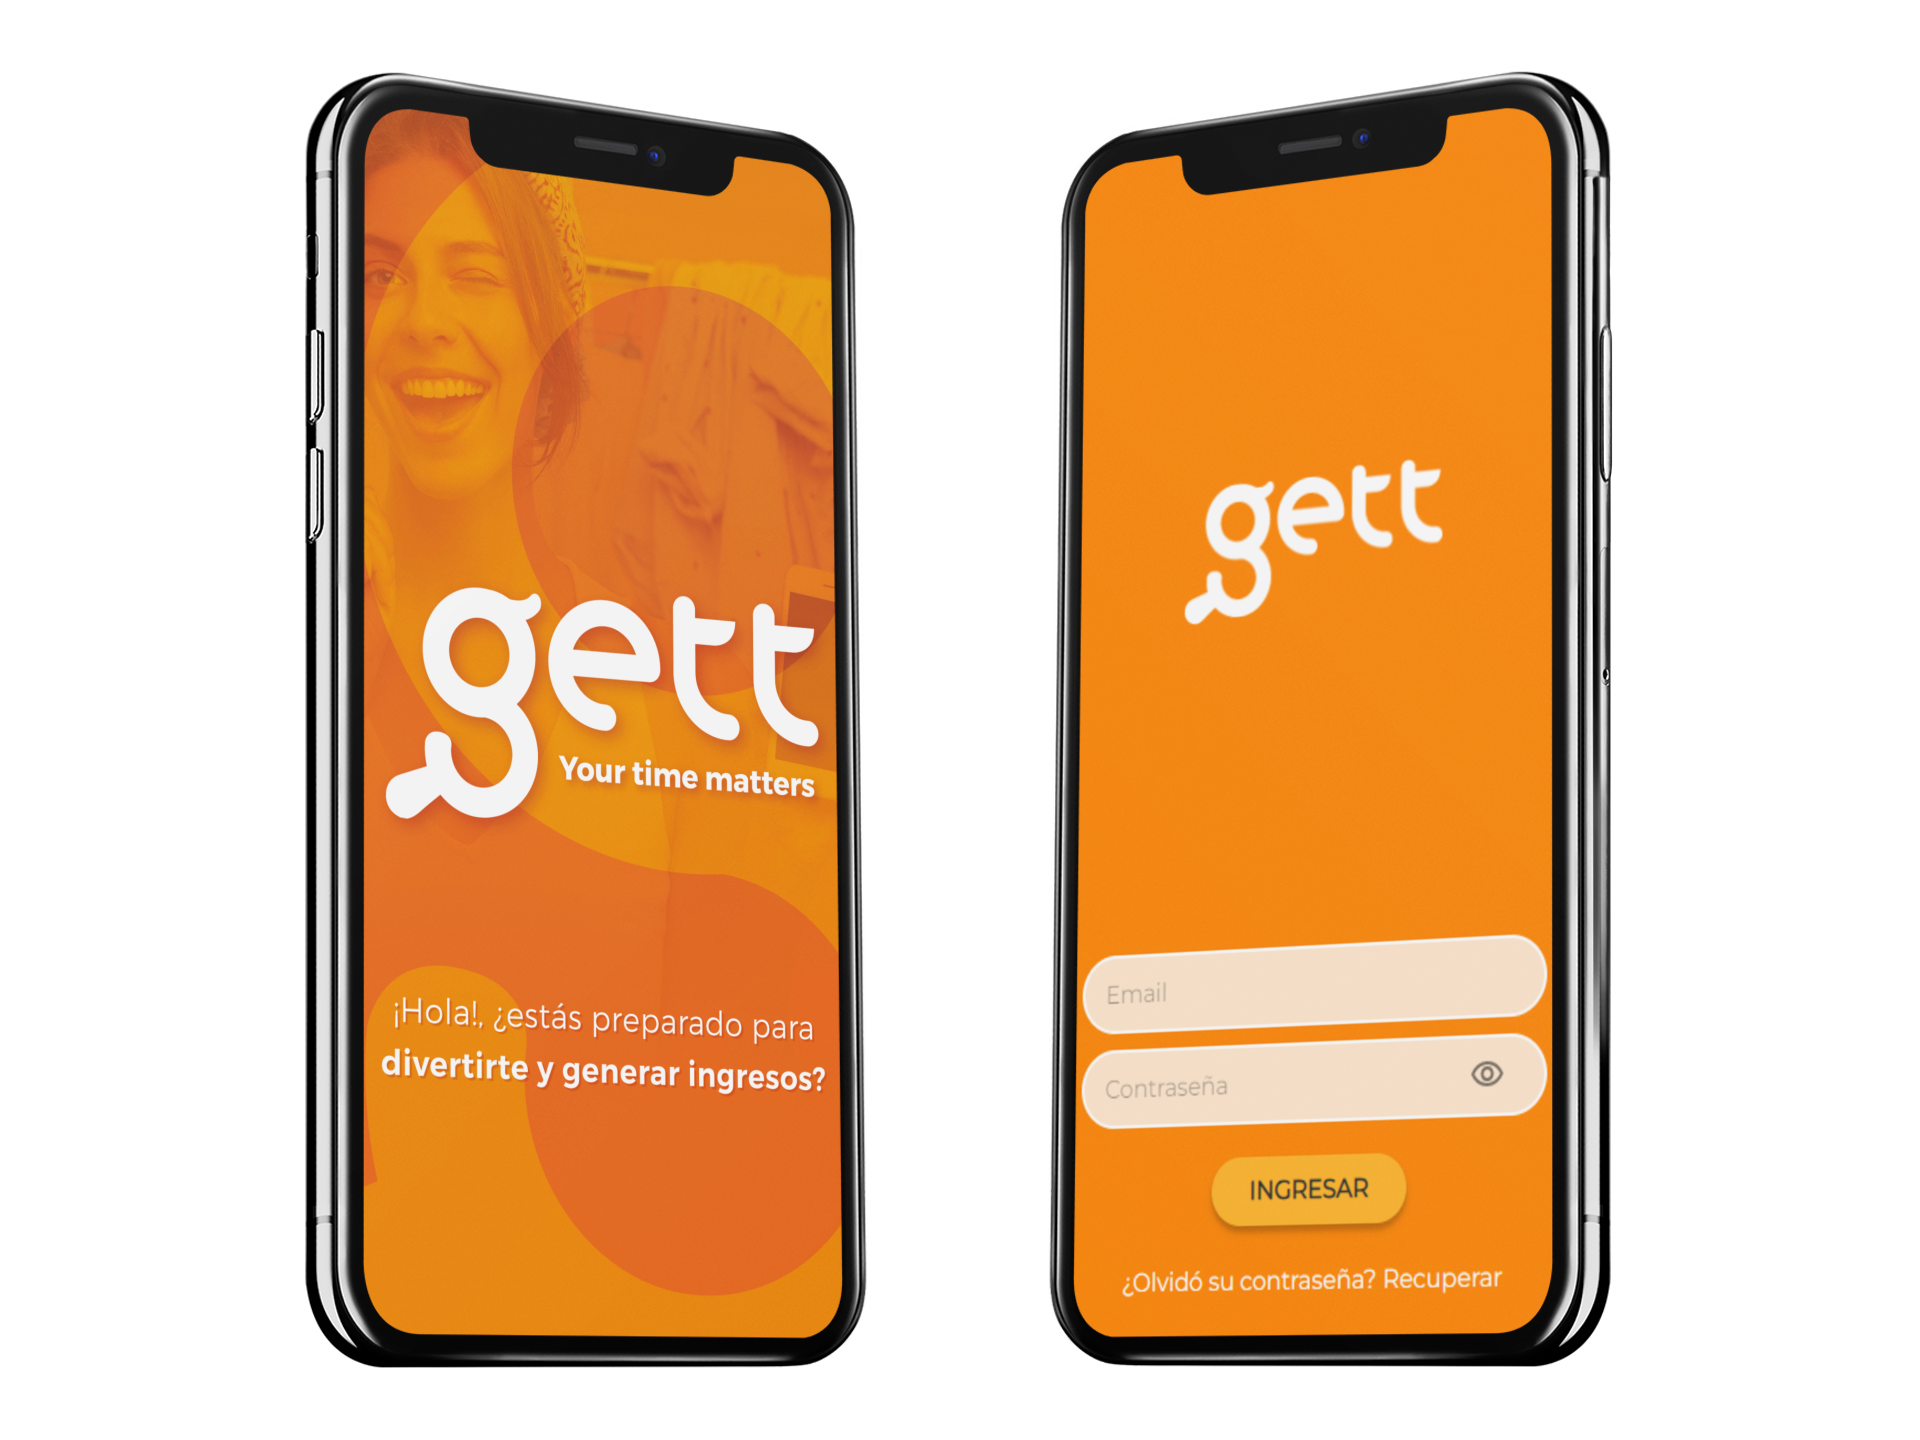 gett
Your time matters
¡Hola!, ¿estás preparado para
divertirte y generar ingresos?
gett
Email
Contraseña
INGRESAR
¿Olvidó su contraseña? Recuperar